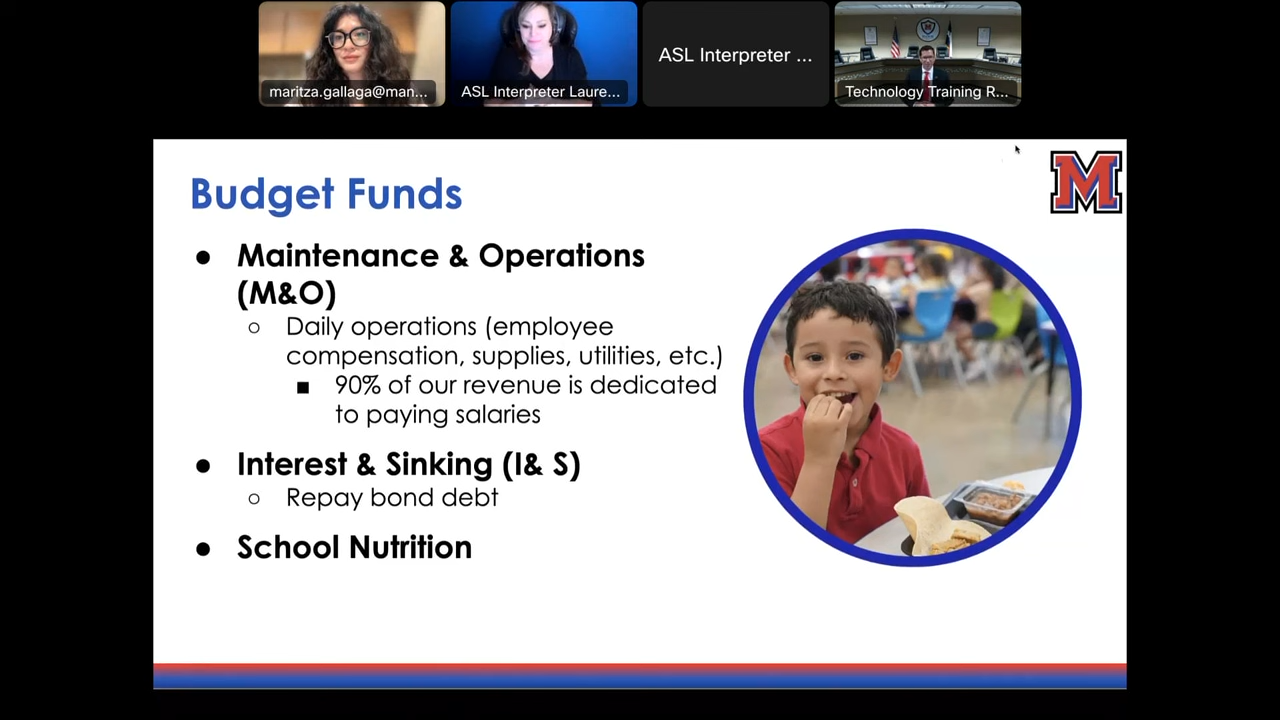 maritza.gallaga@man...
ASL Interpreter Laure...
ASL Interpreter ...
Technology Training R...
M
Budget Funds
● Maintenance & Operations
(M&O)
○ Daily operations (employee
compensation, supplies, utilities, etc.)
■ 90% of our revenue is dedicated
to paying salaries
● Interest & Sinking (I& S)
○ Repay bond debt
● School Nutrition